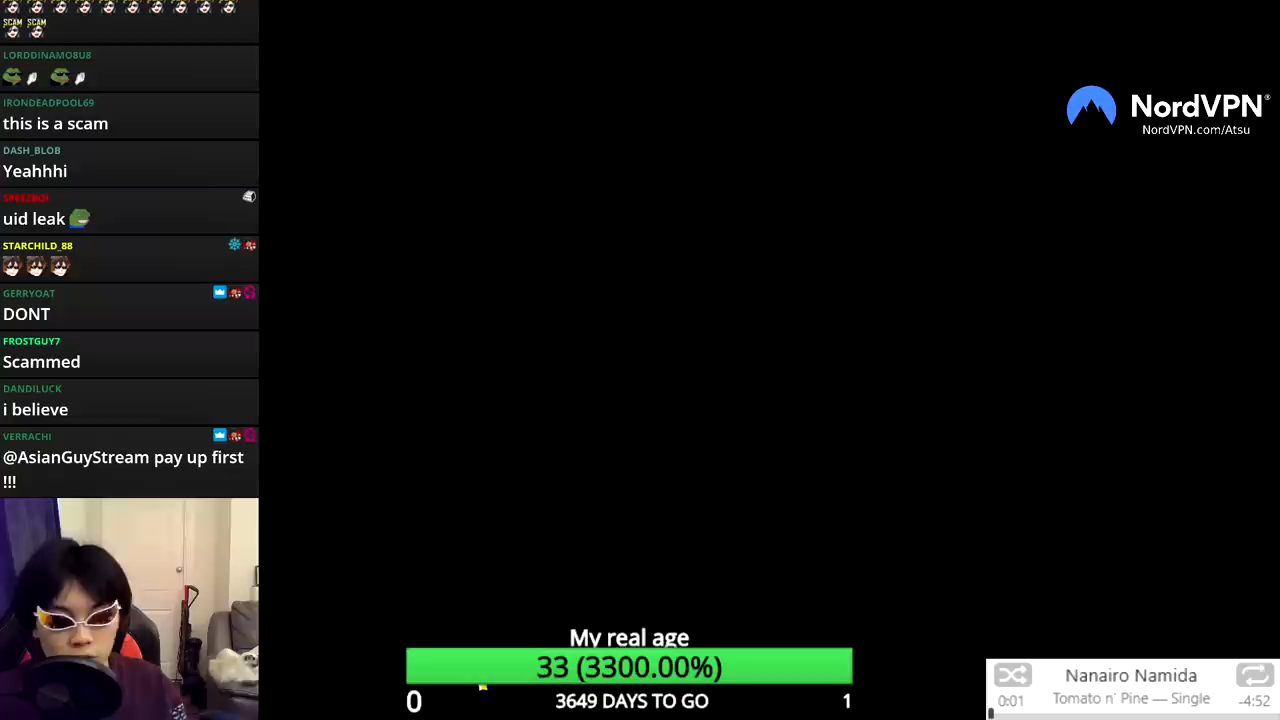 SCAM SCAM
LORDDINAMO8U8
IRONDEADPOOL69
this is a scam
DASH_BLOB
Yeahhhi
SPEEZBOI
uid leak
STARCHILD_88
GERRYOAT
DONT
FROSTGUY7
Scammed
DANDILUCK
i believe
VERRACHI
@AsianGuyStream pay up first
!!!
NordVPN®
NordVPN.com/Atsu
My real age
33 (3300.00%)
0 3649 DAYS TO GO 1
Nanairo Namida
0:01 Tomato n' Pine — Single -4:52